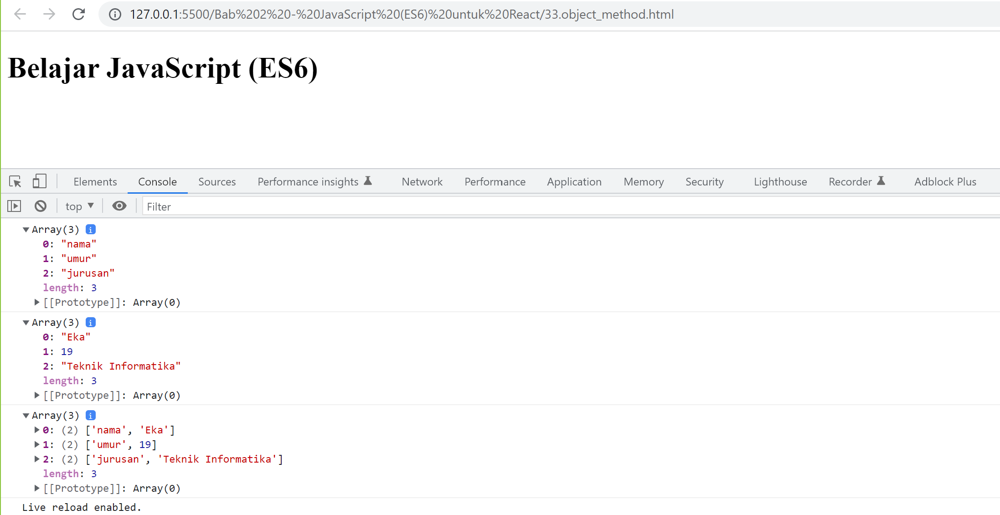 127.0.0.1:5500/Bab%202%20-%20JavaScript%20(ES6)%20untuk%20React/33.object_method.html
Belajar JavaScript (ES6)
Elements Console Sources Performance insights Network Performance Application Memory Security Lighthouse Recorder Adblock Plus
top ▼ Filter
▼ Array(3) i
0: "nama"
1: "umur"
2: "jurusan"
length: 3
▶ [[Prototype]]: Array(0)
▼ Array(3) i
0: "Eka"
1: 19
2: "Teknik Informatika"
length: 3
▶ [[Prototype]]: Array(0)
▼ Array(3) i
▶ 0: (2) ['nama', 'Eka']
▶ 1: (2) ['umur', 19]
▶ 2: (2) ['jurusan', 'Teknik Informatika']
length: 3
▶ [[Prototype]]: Array(0)
Live reload enabled.